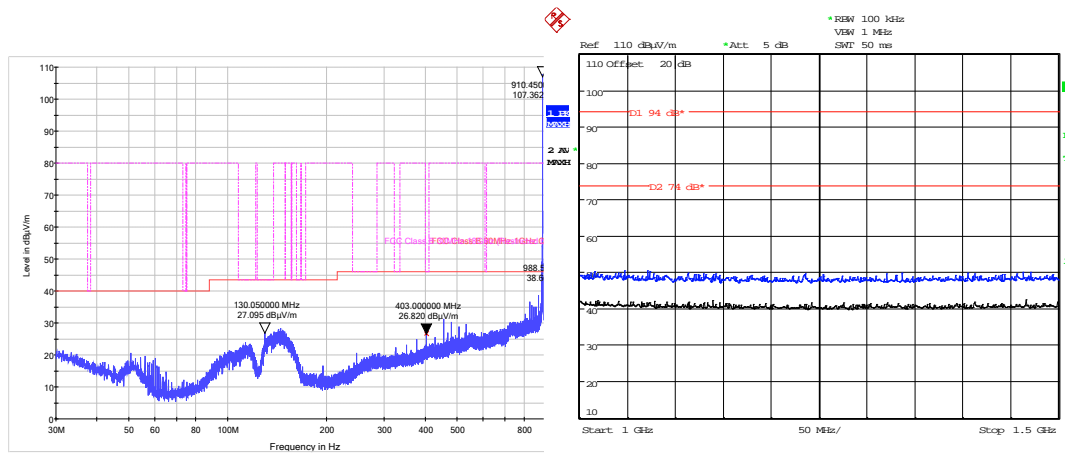 *RBW 100 kHz
VBW 1 MHz
Ref 110 dBµV/m *Att 5 dB SWT 50 ms
110 Offset 20 dB
D1 94 dB*
D2 74 dB*
100
90
80
70
60
50
40
30
20
10
Start 1 GHz 50 MHz/ Stop 1.5 GHz
2 AV *
MAXH
Level in dBµV/m
110
100
90
80
70
60
50
40
30
20
10
0
910.450
107.362
FCC Class B
988.
38.6
130.050000 MHz
27.095 dBµV/m
403.000000 MHz
26.820 dBµV/m
30M 50 60 80 100M 200 300 400 500 800
Frequency in Hz